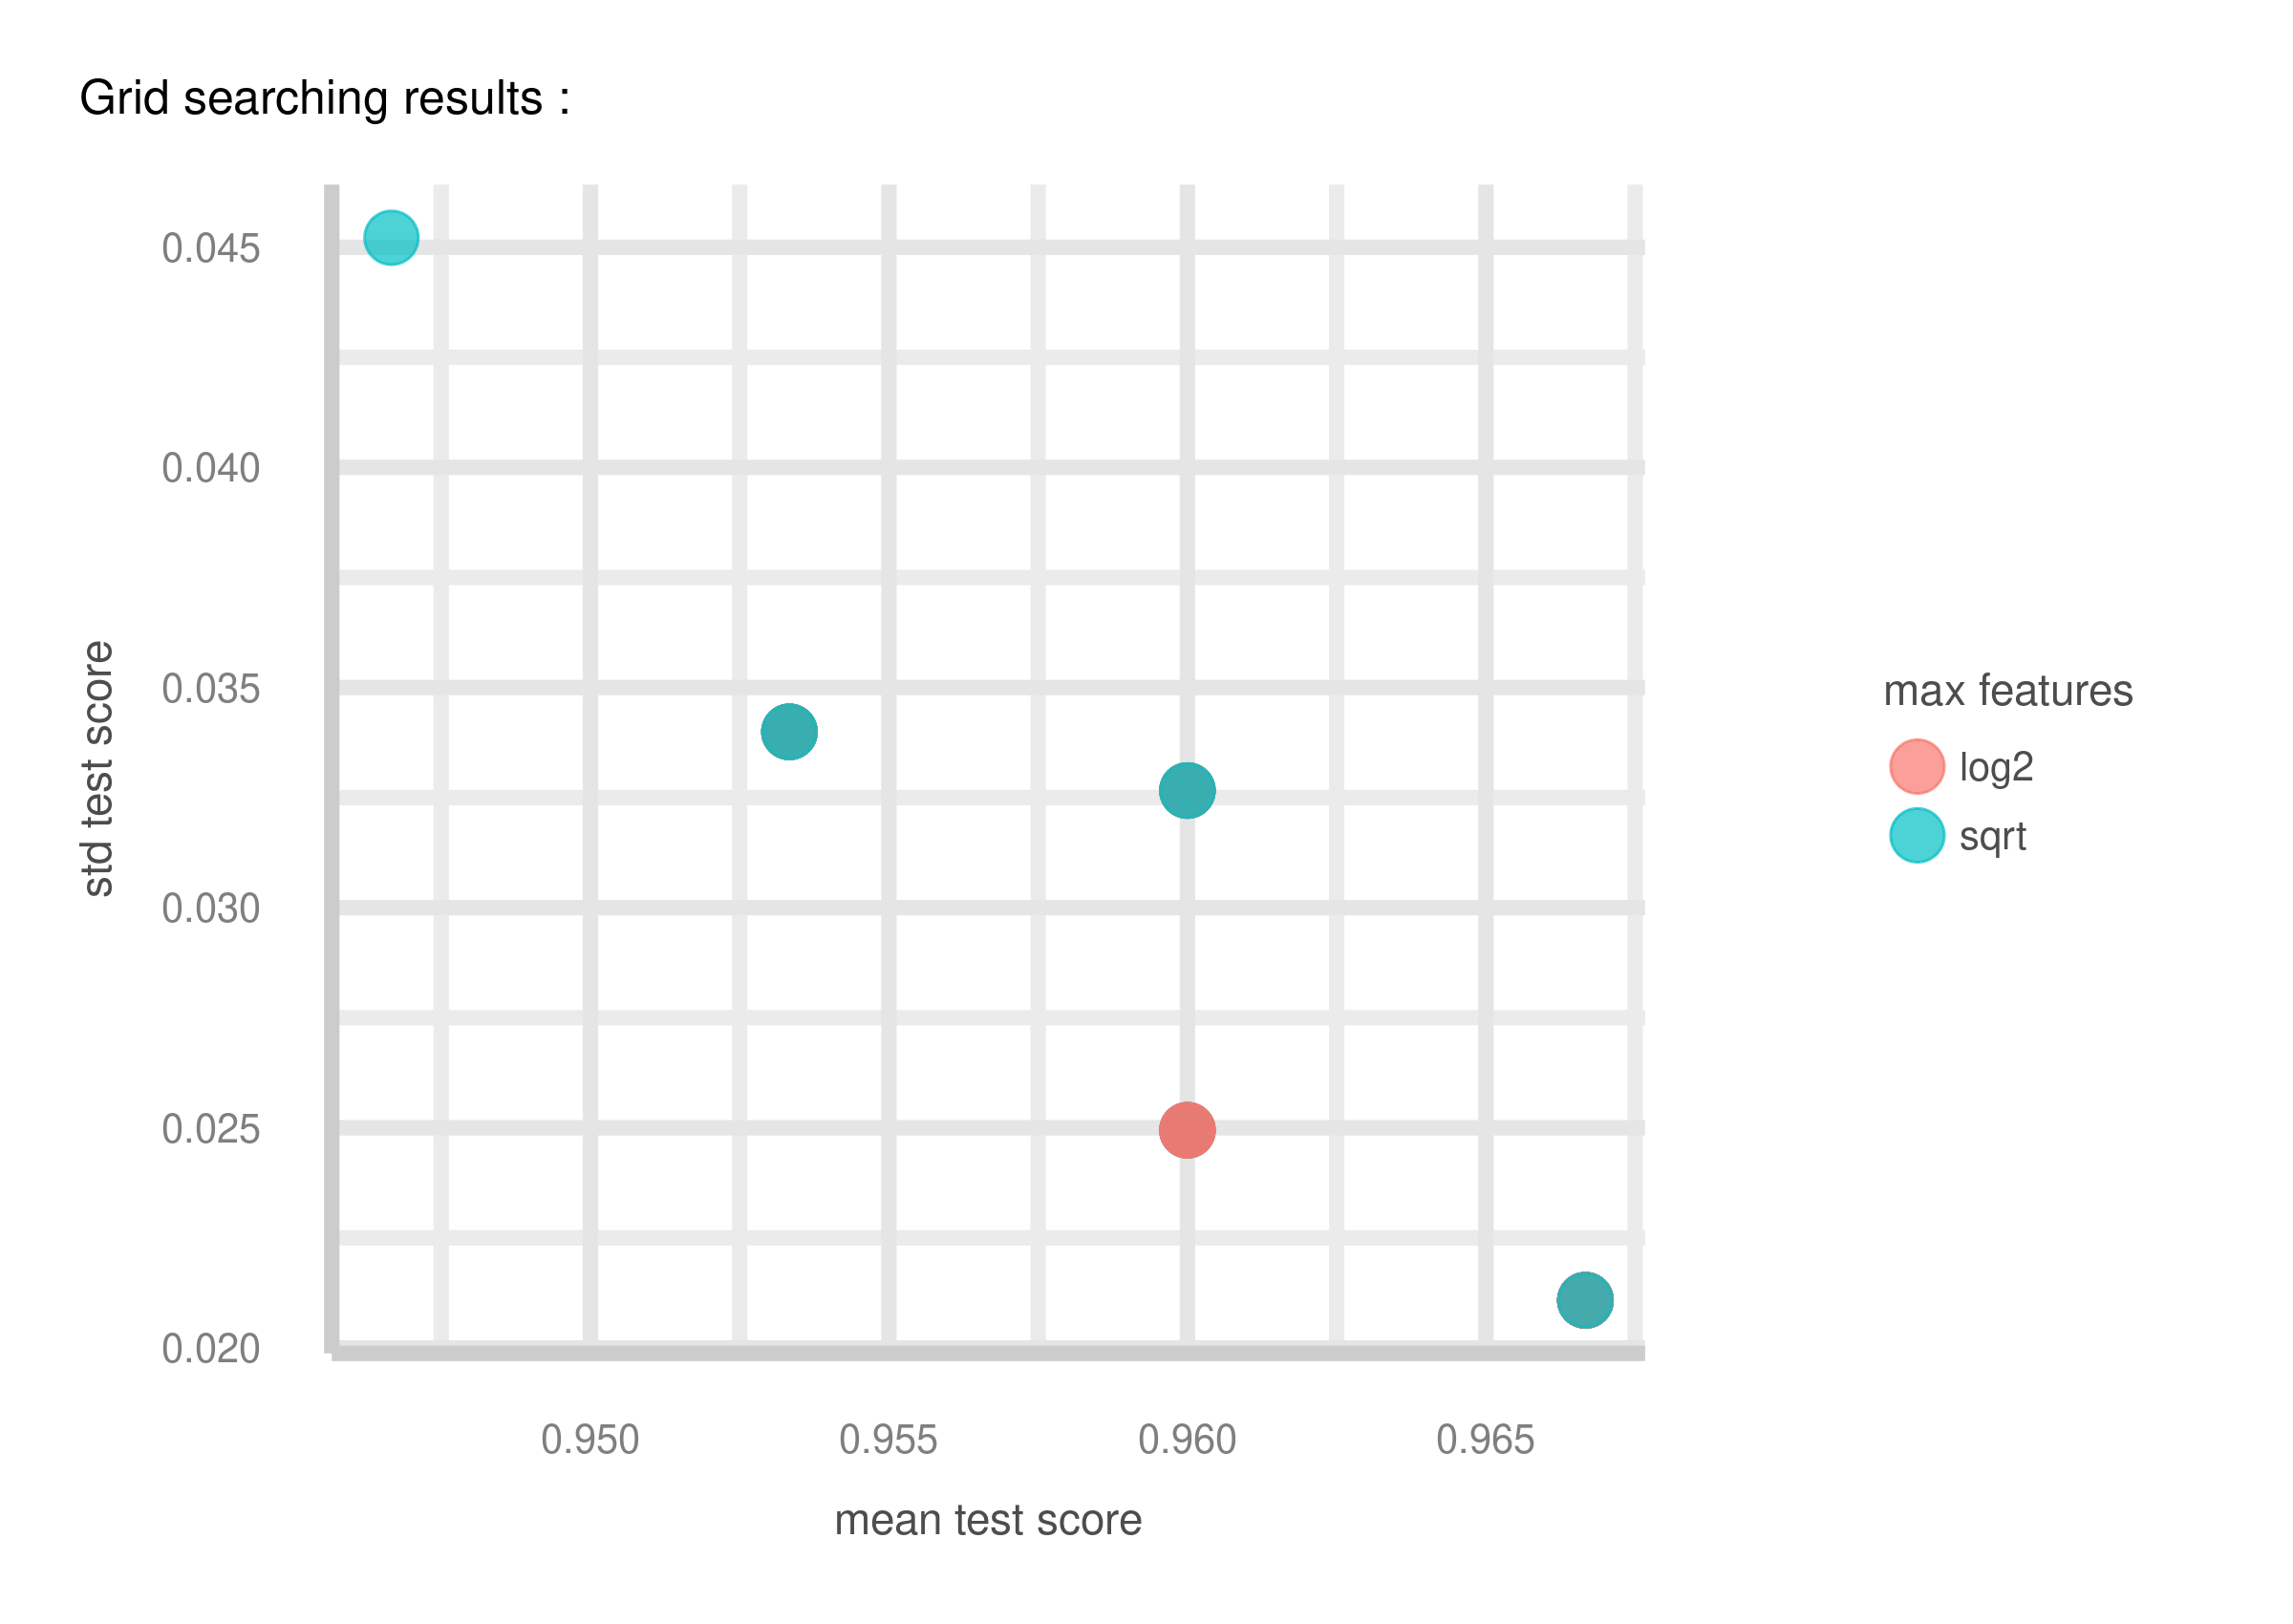 Grid searching results :
0.045
0.040
0.035
0.030
0.025
0.020
std test score
0.950 0.955 0.960 0.965
mean test score
max features
log2
sqrt